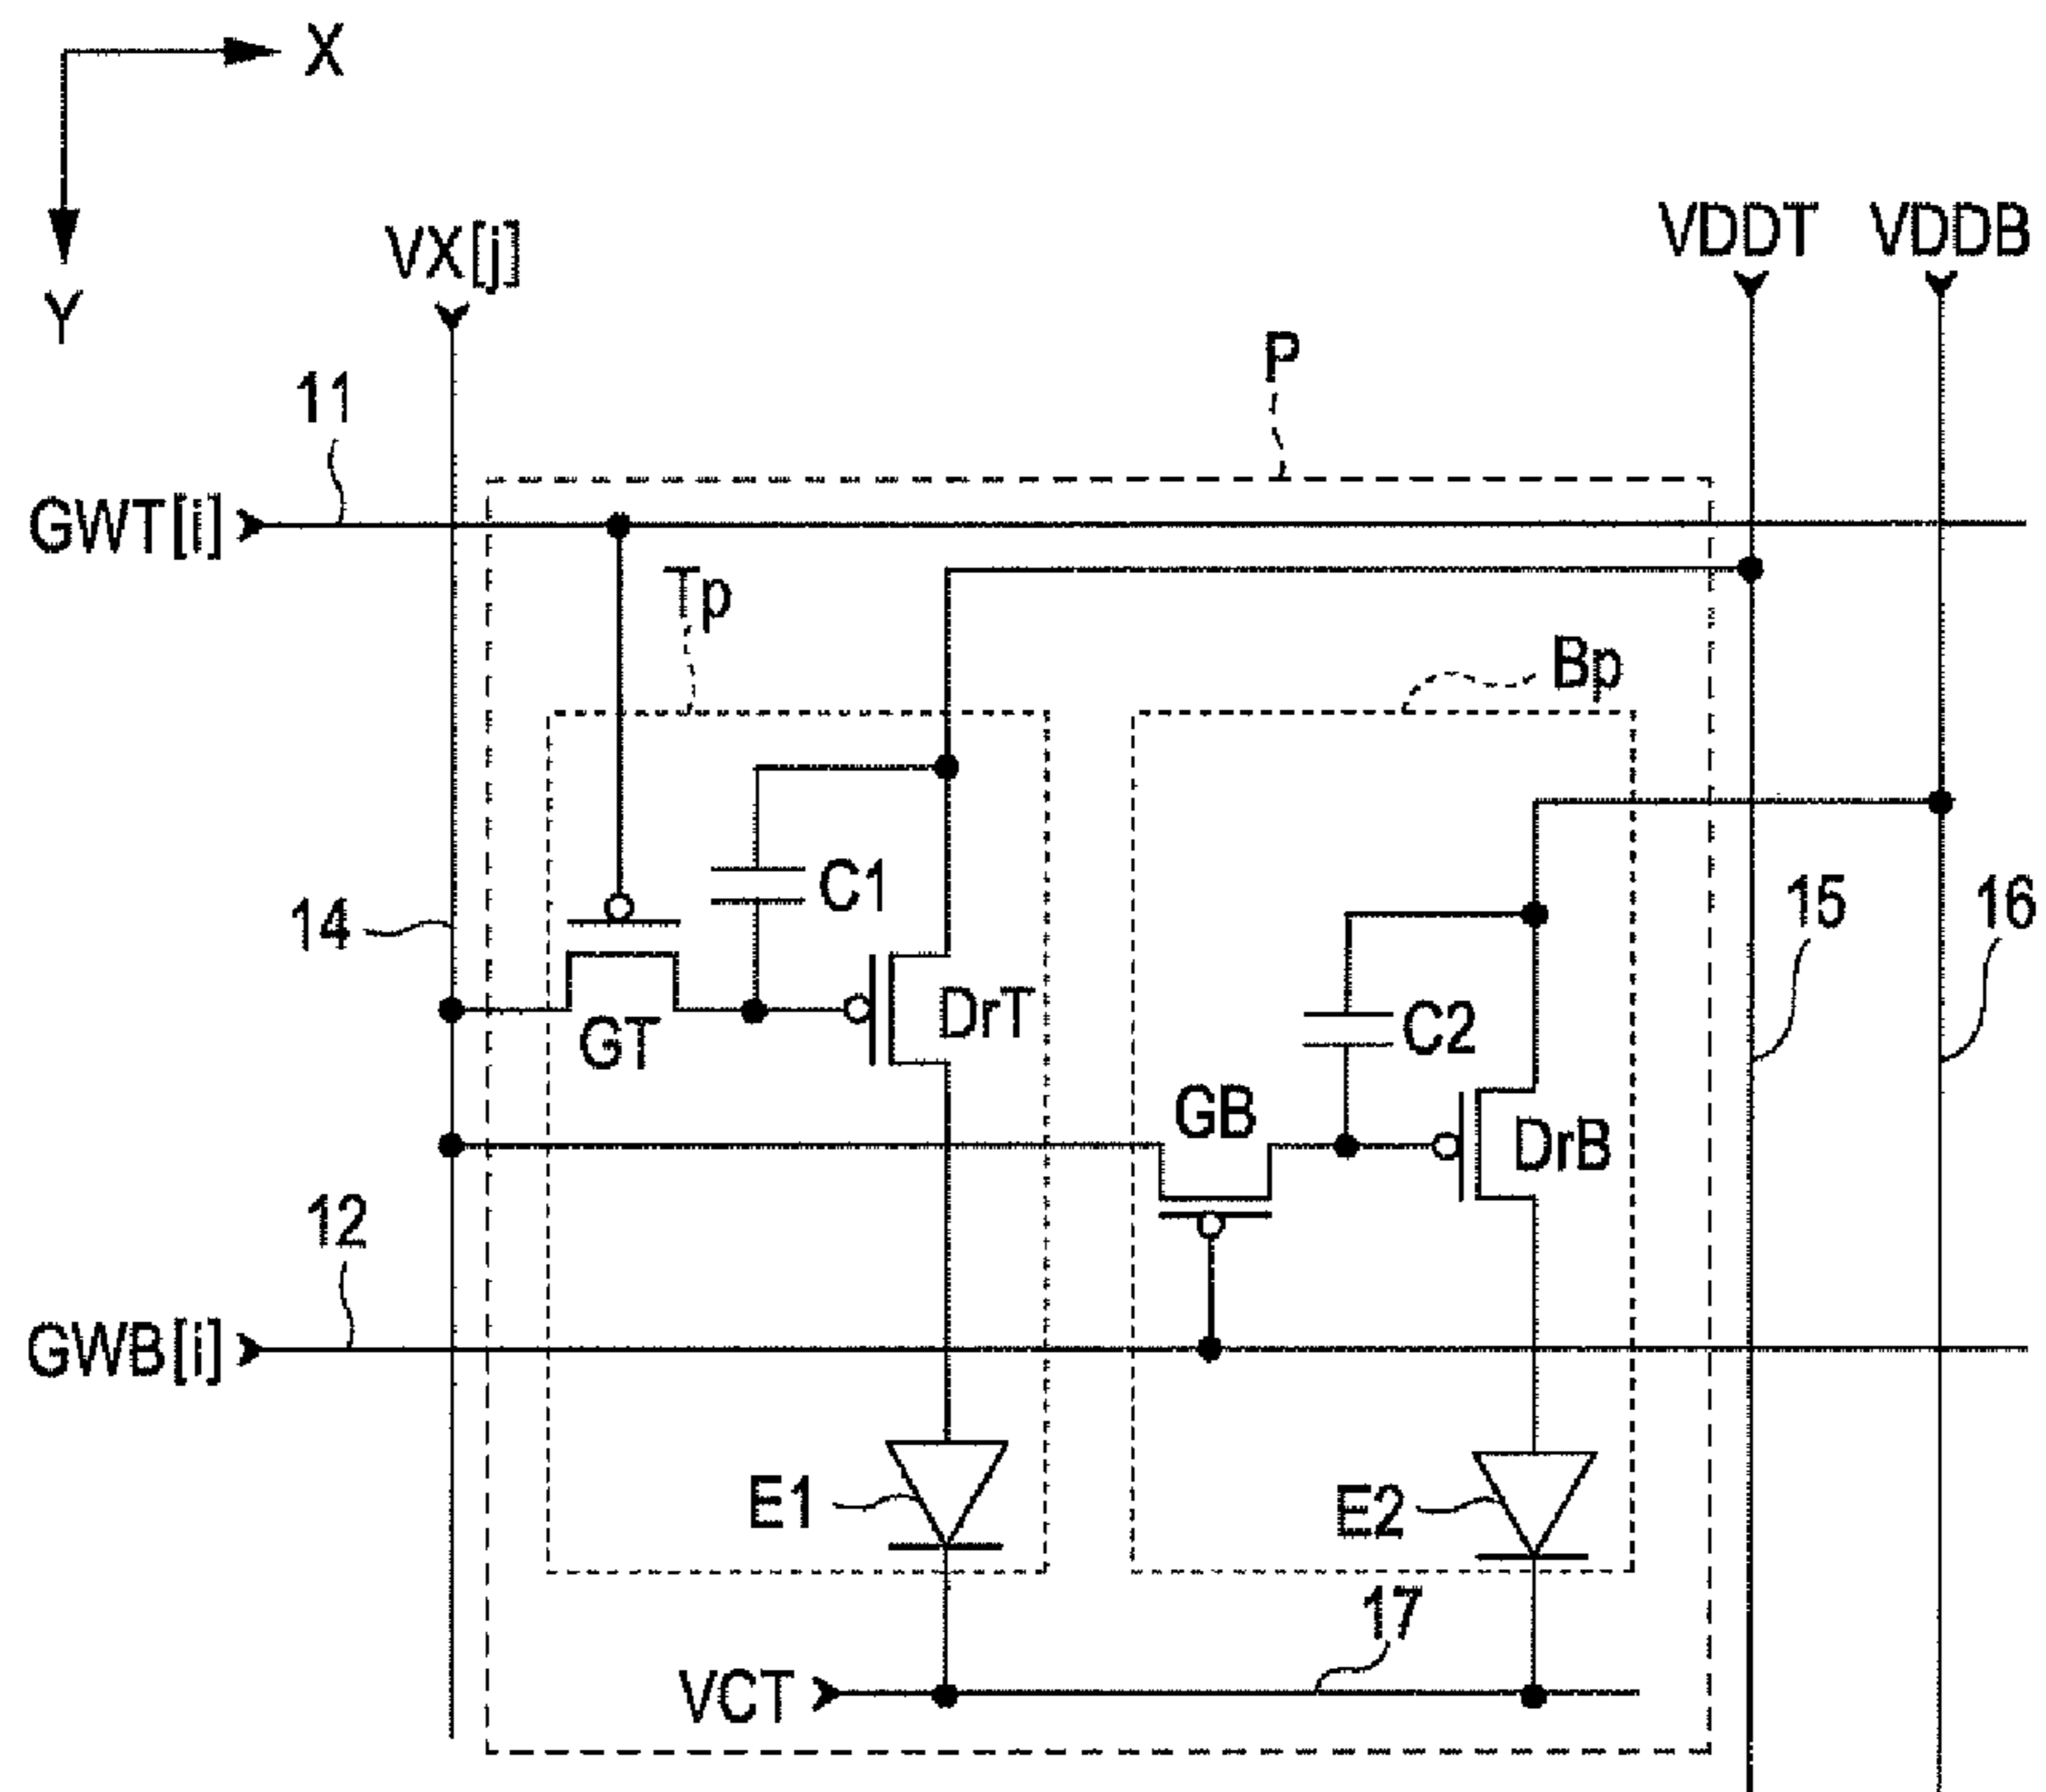 X
Y
VX[j]
VDDT
VDDB
P
11
GWT[i]
Tp
Bp
C1
14
15
16
DrT
GT
C2
GB
DrB
12
GWB[i]
E1
E2
17
VCT